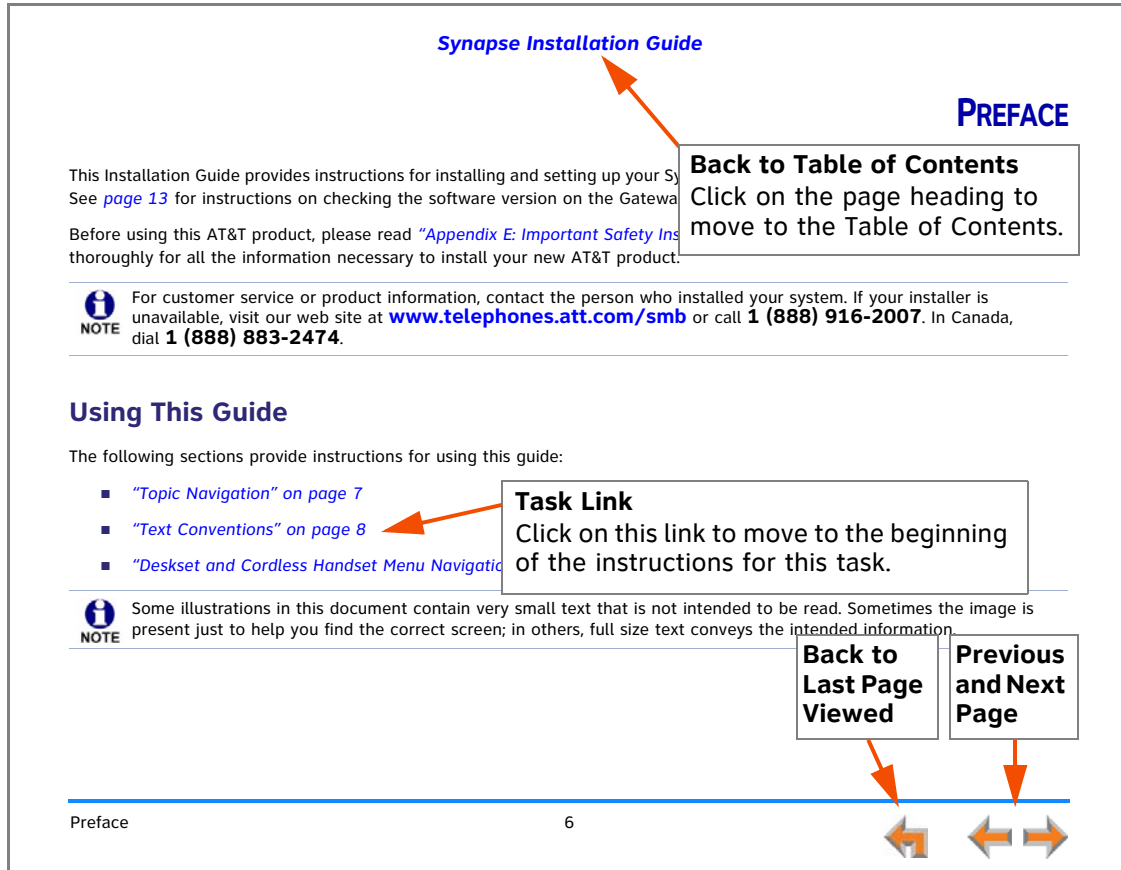 Synapse Installation Guide
PREFACE
This Installation Guide provides instructions for installing and setting up your Sy
See page 13 for instructions on checking the software version on the Gatewa
Back to Table of Contents
Click on the page heading to
move to the Table of Contents.
Before using this AT&T product, please read "Appendix E: Important Safety Ins
thoroughly for all the information necessary to install your new AT&T product.
NOTE
For customer service or product information, contact the person who installed your system. If your installer is
unavailable, visit our web site at www.telephones.att.com/smb or call 1 (888) 916-2007. In Canada,
dial 1 (888) 883-2474.
Using This Guide
The following sections provide instructions for using this guide:
■ "Topic Navigation" on page 7
■ "Text Conventions" on page 8
■ "Deskset and Cordless Handset Menu Navigatio
Task Link
Click on this link to move to the beginning
of the instructions for this task.
NOTE
Some illustrations in this document contain very small text that is not intended to be read. Sometimes the image is
present just to help you find the correct screen; in others, full size text conveys the intended information.
Back to
Last Page
Viewed
Previous
and Next
Page
Preface
6